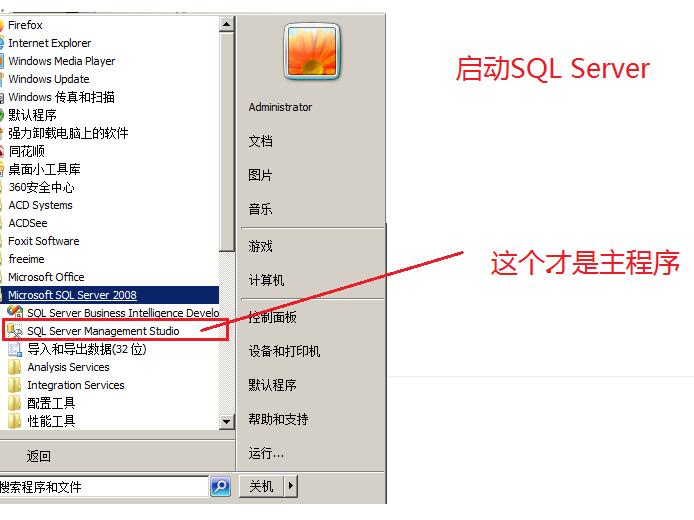 Firefox
Internet Explorer
Windows Media Player
Windows Update
Windows 传真和扫描
默认程序
强力卸载电脑上的软件
同花顺
桌面小工具库
360安全中心
ACD Systems
ACDSee
Foxit Software
freeime
Microsoft Office
Microsoft SQL Server 2008
SQL Server Business Intelligence Develo
SQL Server Management Studio
导入和导出数据(32 位)
Analysis Services
Integration Services
配置工具
性能工具
返回
搜索程序和文件
Administrator
文档
图片
音乐
游戏
计算机
控制面板
设备和打印机
默认程序
帮助和支持
运行...
关机
启动SQL Server
这个才是主程序